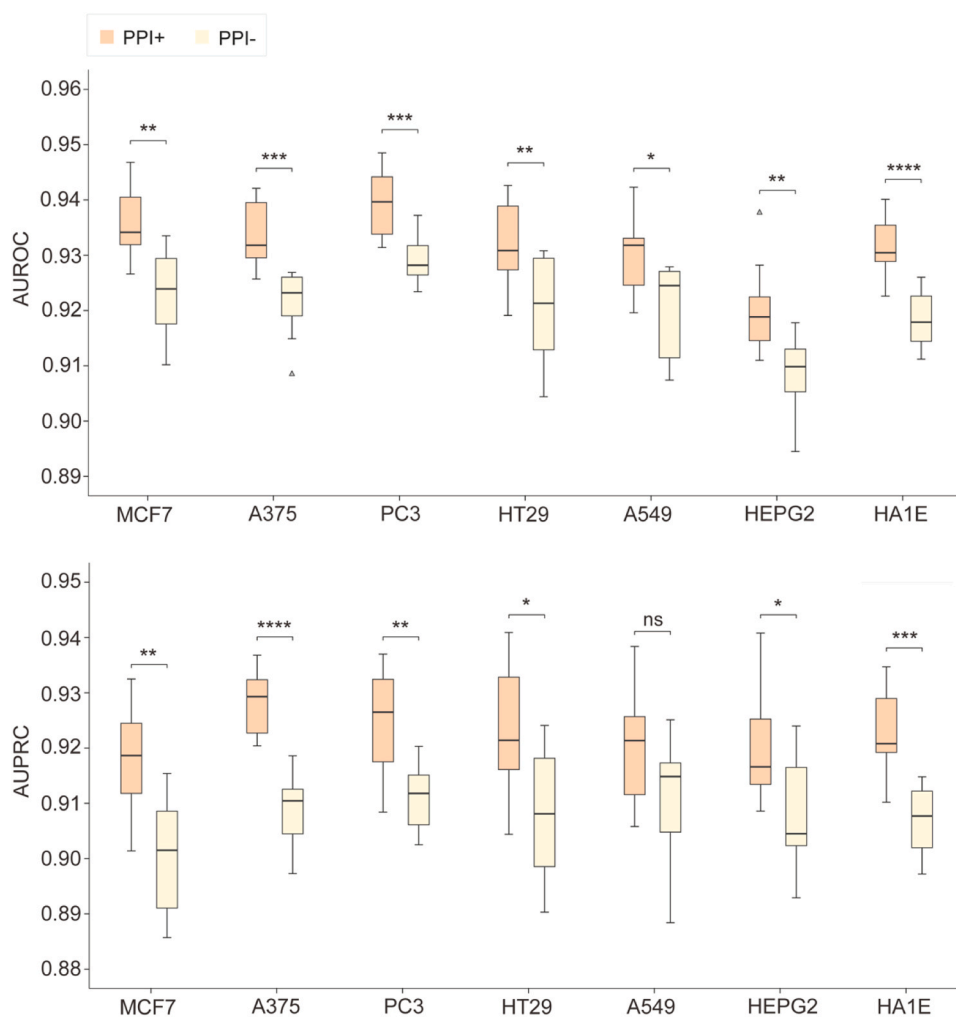 PPI+ PPI-
AUROC
0.96
0.95
0.94
0.93
0.92
0.91
0.90
0.89
** *** *** ** * ** ****
MCF7 A375 PC3 HT29 A549 HEPG2 HA1E
AUPRC
0.95
0.94
0.93
0.92
0.91
0.90
0.89
0.88
** **** ** * ns * ***
MCF7 A375 PC3 HT29 A549 HEPG2 HA1E